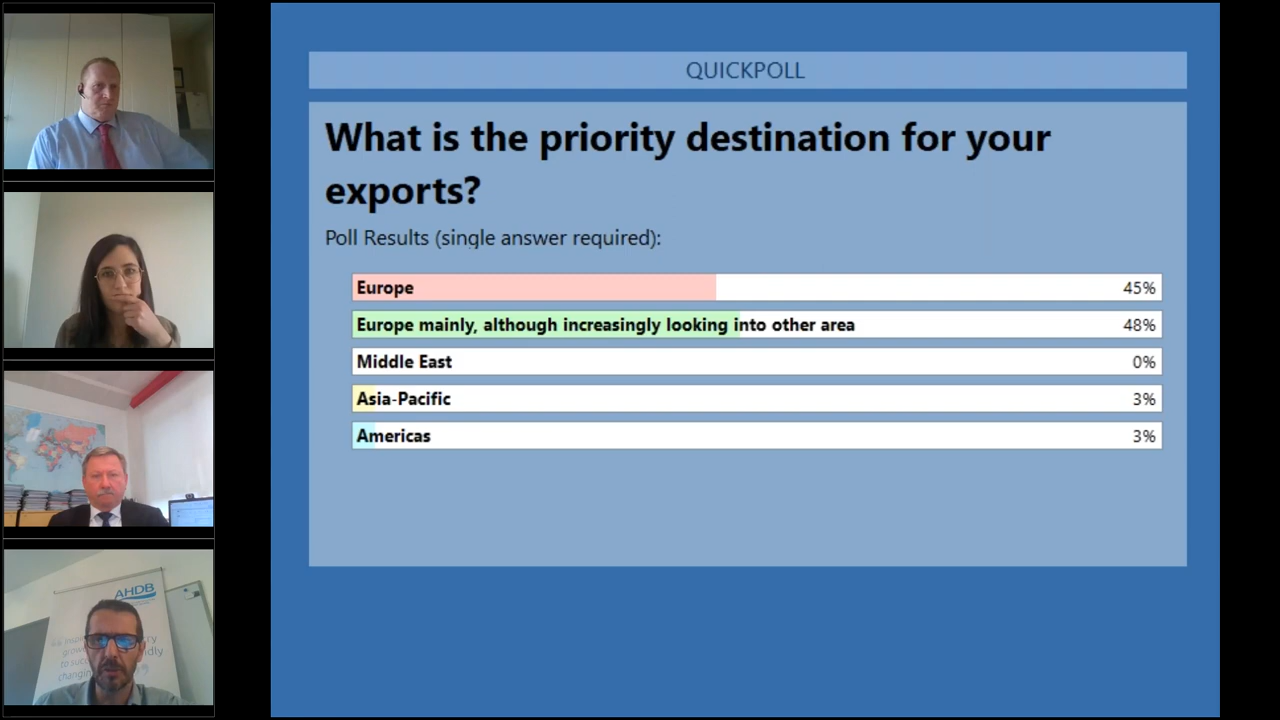 QUICKPOLL
What is the priority destination for your
exports?
Poll Results (single answer required):
Europe 45%
Europe mainly, although increasingly looking into other area 48%
Middle East 0%
Asia-Pacific 3%
Americas 3%
AHDB